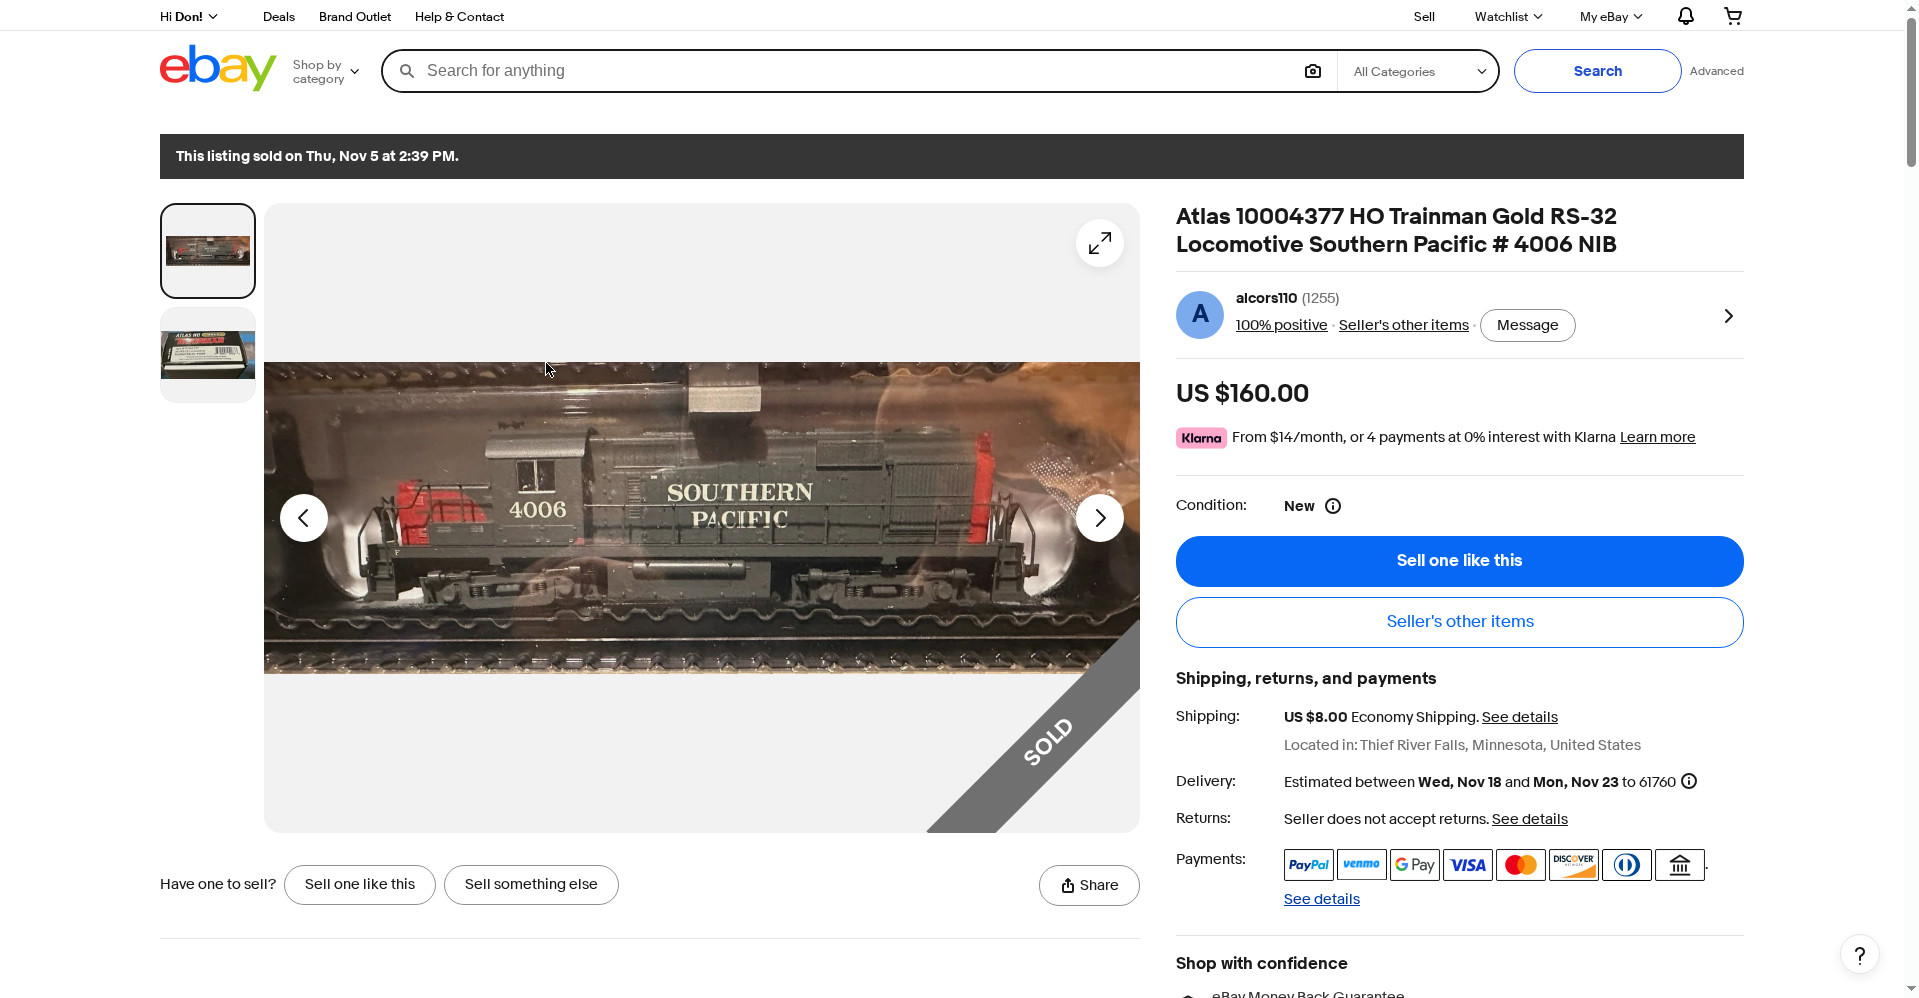 Hi Don!
Deals
Brand Outlet
Help & Contact
Sell
Watchlist
My eBay
ebay
Shop by
category
Search for anything
All Categories
Search
Advanced
This listing sold on Thu, Nov 5 at 2:39 PM.
SOUTHERN
PACIFIC
4006
SOLD
Have one to sell?
Sell one like this
Sell something else
Share
Atlas 10004377 HO Trainman Gold RS-32
Locomotive Southern Pacific # 4006 NIB
A
alcors110 (1255)
100% positive · Seller's other items · Message
US $160.00
Klarna From $14/month, or 4 payments at 0% interest with Klarna Learn more
Condition: New
Sell one like this
Seller's other items
Shipping, returns, and payments
Shipping: US $8.00 Economy Shipping. See details
Located in: Thief River Falls, Minnesota, United States
Delivery: Estimated between Wed, Nov 18 and Mon, Nov 23 to 61760
Returns: Seller does not accept returns. See details
Payments: PayPal venmo G Pay VISA DISCOVER .
See details
Shop with confidence
eBay Money Back Guarantee
?